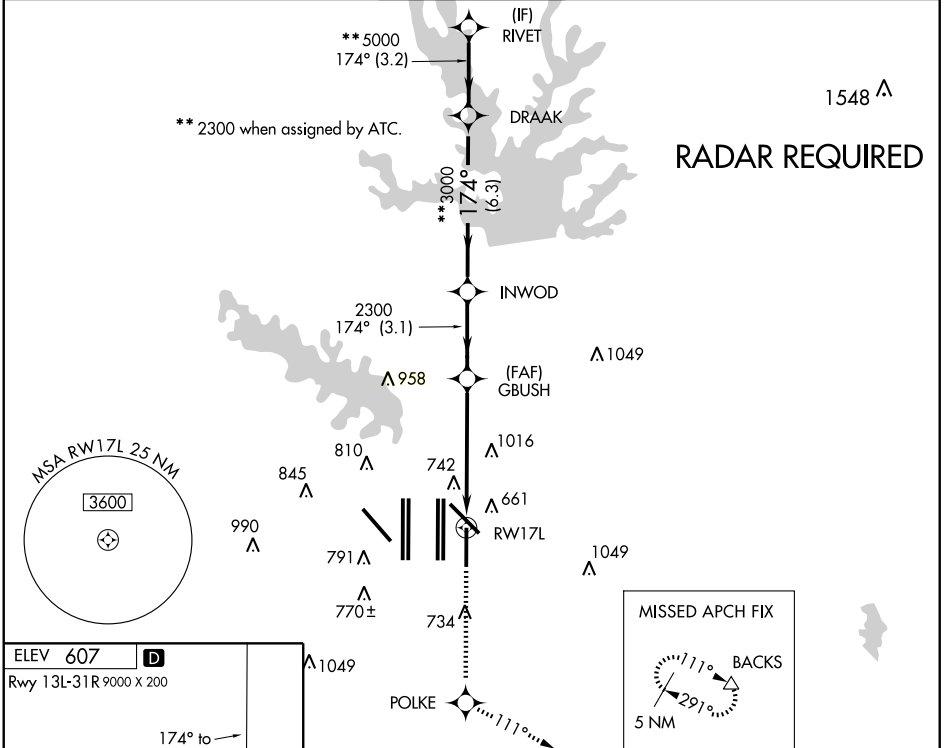 (IF)
RIVET
**5000
174° (3.2)
DRAAK
** 2300 when assigned by ATC.
1548
RADAR REQUIRED
**3000
174°
(6.3)
INWOD
2300
174° (3.1)
1049
958
(FAF)
GBUSH
1016
810
742
845
661
MSA RW17L 25 NM
3600
990
RW17L
791
1049
770±
734
MISSED APCH FIX
111°
BACKS
291°
5 NM
ELEV 607 D
Rwy 13L-31R 9000 X 200
1049
POLKE
111°
174° to